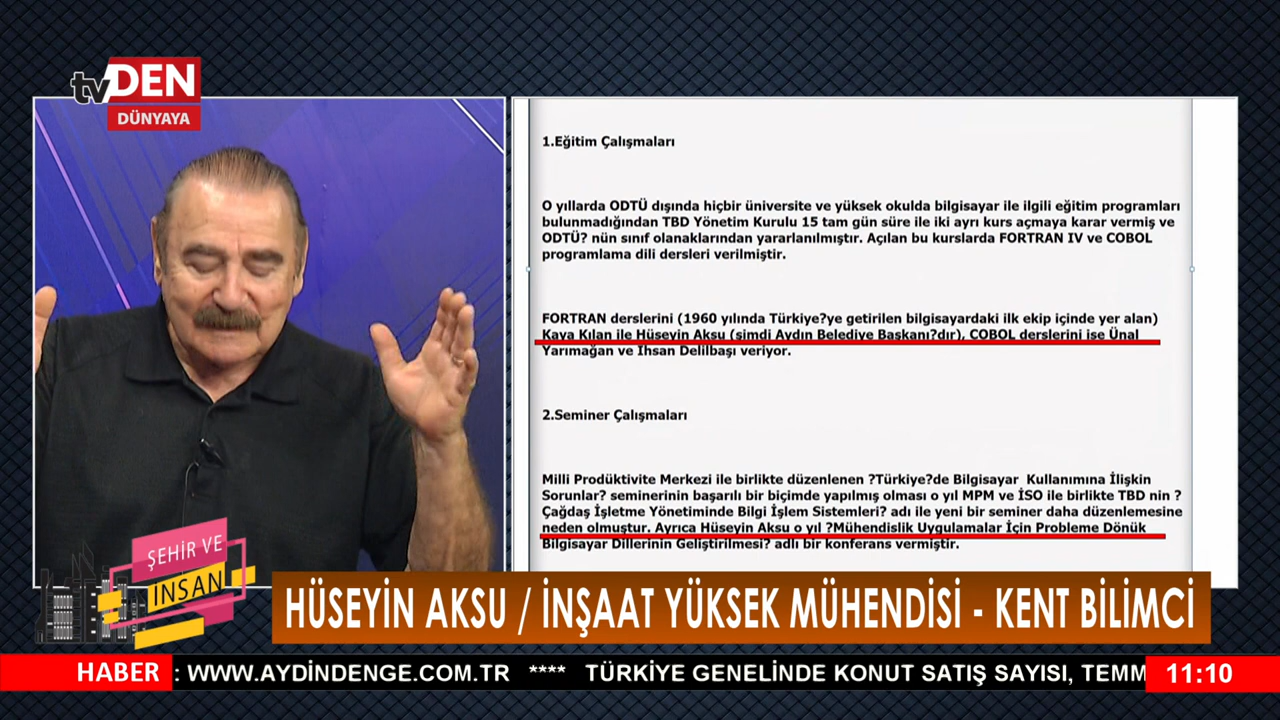 tvDEN
DÜNYAYA
1.Eğitim Çalışmaları
O yıllarda ODTÜ dışında hiçbir üniversite ve yüksek okulda bilgisayar ile ilgili eğitim programları
bulunmadığından TBD Yönetim Kurulu 15 tam gün süre ile iki ayrı kurs açmaya karar vermiş ve
ODTÜ? nün sınıf olanaklarından yararlanılmıştır. Açılan bu kurslarda FORTRAN IV ve COBOL
programlama dili dersleri verilmiştir.
FORTRAN derslerini (1960 yılında Türkiye?ye getirilen bilgisayardaki ilk ekip içinde yer alan)
Kaya Kılan ile Hüseyin Aksu (şimdi Aydın Belediye Başkanı?dır), COBOL derslerini ise Ünal
Yarımağan ve İhsan Delilbaşı veriyor.
2.Seminer Çalışmaları
Milli Prodüktivite Merkezi ile birlikte düzenlenen ?Türkiye?de Bilgisayar Kullanımına İlişkin
Sorunlar? seminerinin başarılı bir biçimde yapılmış olması o yıl MPM ve İSO ile birlikte TBD nin ?
Çağdaş İşletme Yönetiminde Bilgi İşlem Sistemleri? adı ile yeni bir seminer daha düzenlemesine
neden olmuştur. Ayrıca Hüseyin Aksu o yıl ?Mühendislik Uygulamalar İçin Probleme Dönük
Bilgisayar Dillerinin Geliştirilmesi? adlı bir konferans vermiştir.
ŞEHİR VE
İNSAN
HÜSEYİN AKSU / İNŞAAT YÜKSEK MÜHENDİSİ - KENT BİLİMCİ
HABER : WWW.AYDINDENGE.COM.TR **** TÜRKİYE GENELİNDE KONUT SATIŞ SAYISI, TEMM 11:10